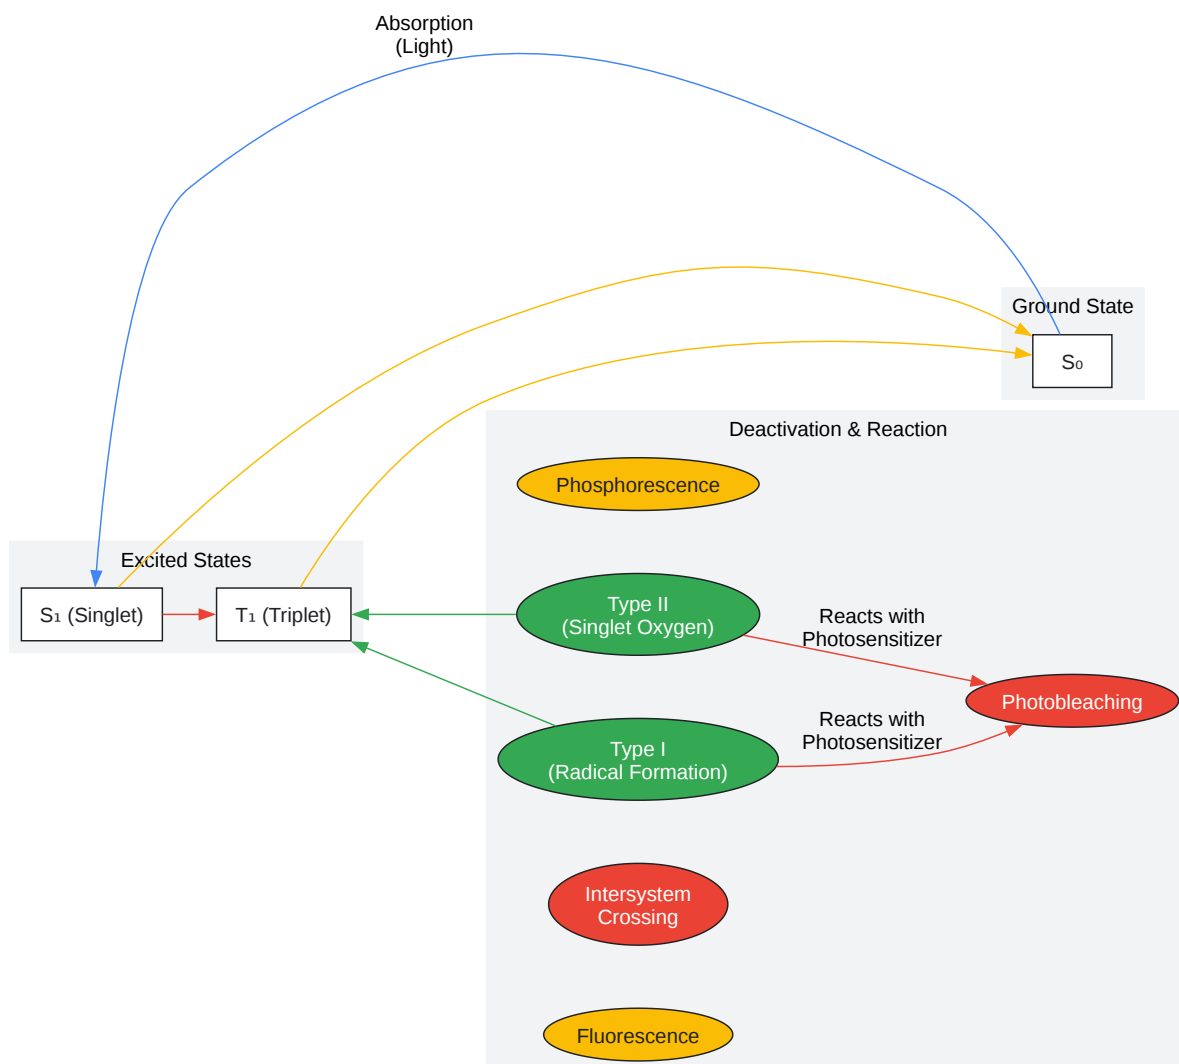 Absorption
(Light)
Ground State
S₀
Deactivation & Reaction
Phosphorescence
Excited States
S₁ (Singlet)
T₁ (Triplet)
Type II
(Singlet Oxygen)
Reacts with
Photosensitizer
Photobleaching
Reacts with
Photosensitizer
Type I
(Radical Formation)
Intersystem
Crossing
Fluorescence